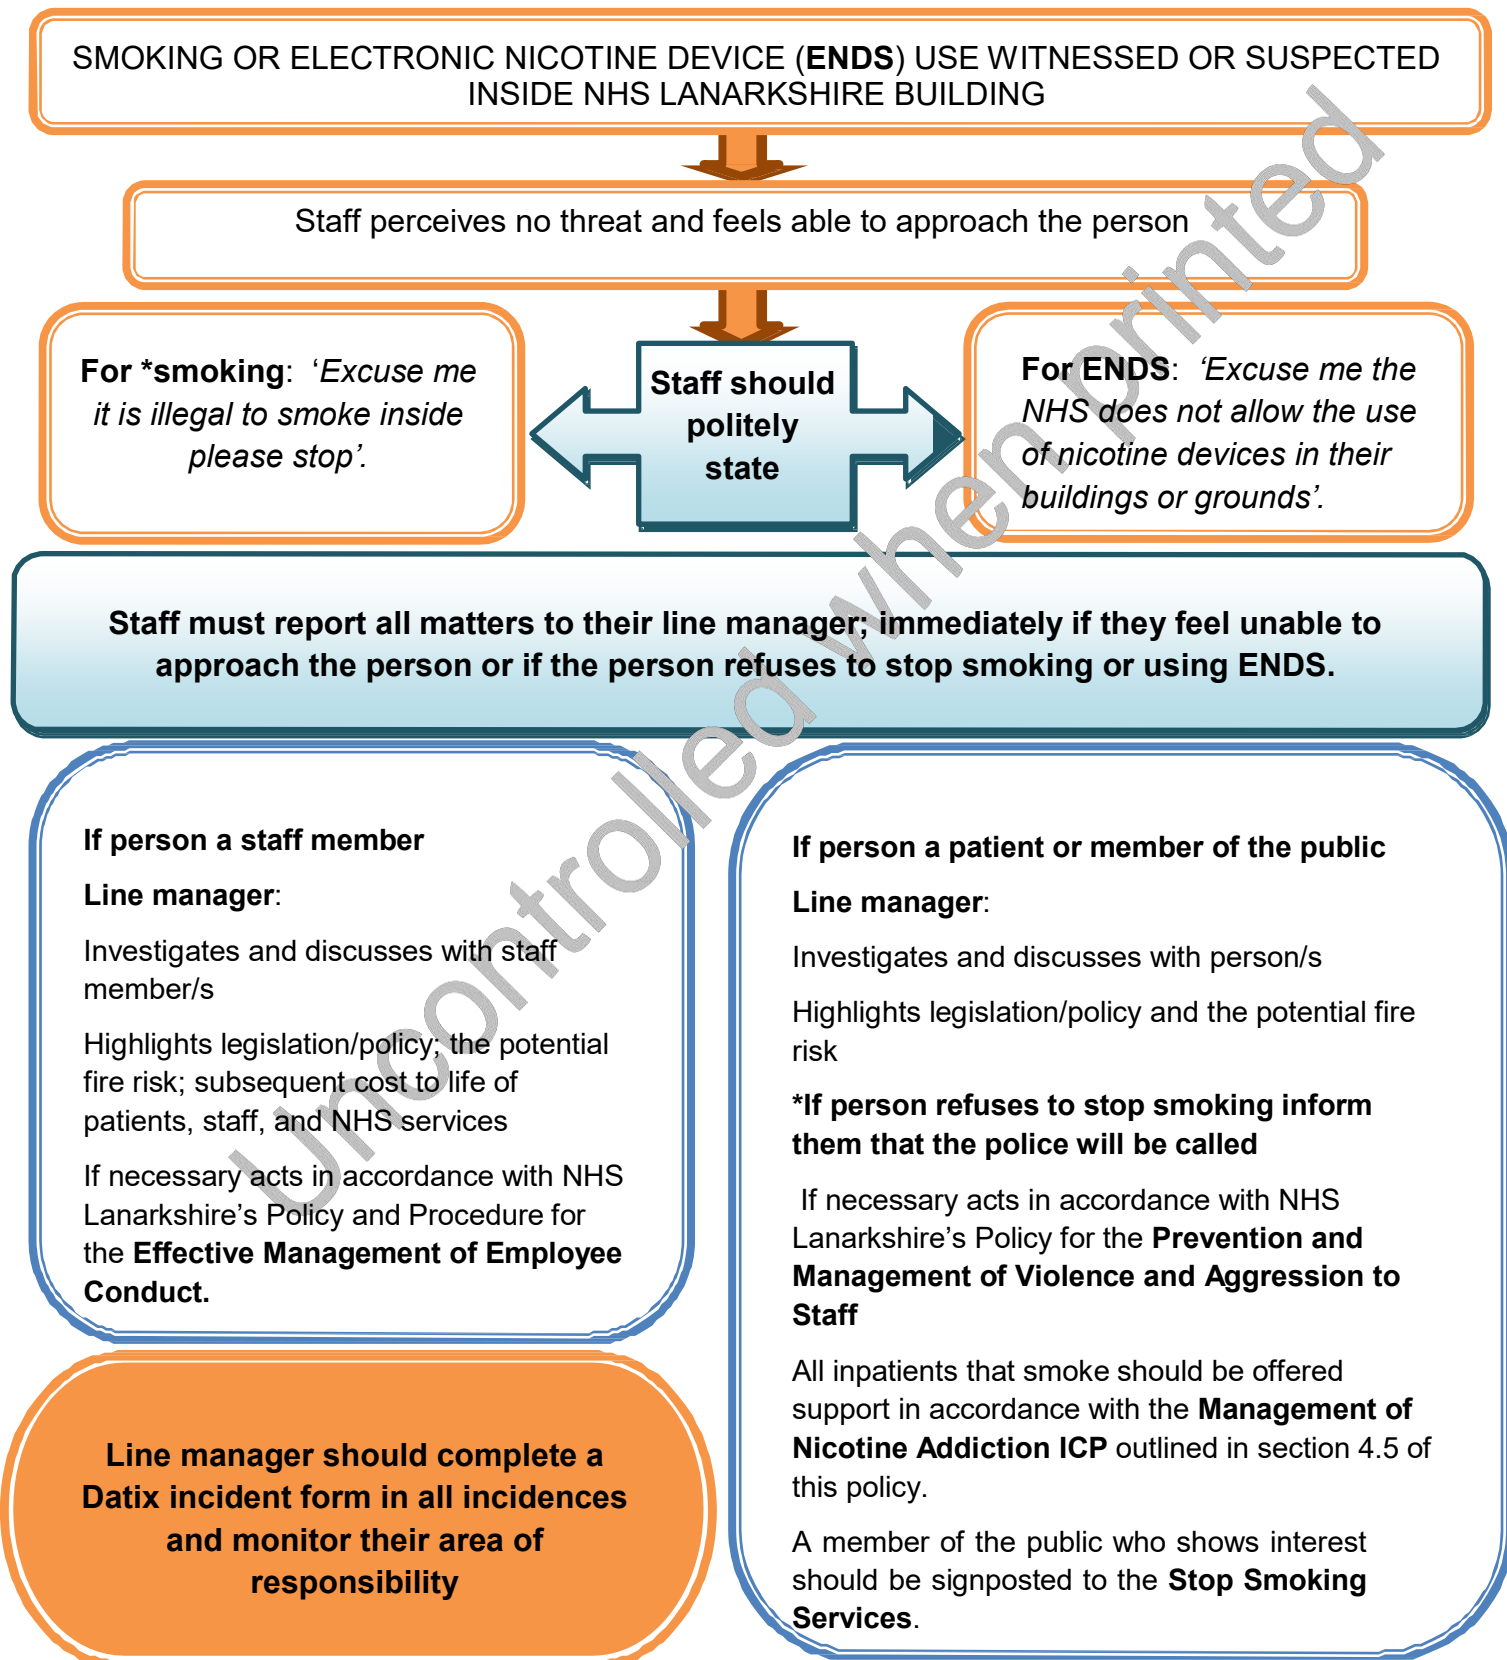 SMOKING OR ELECTRONIC NICOTINE DEVICE (ENDS) USE WITNESSED OR SUSPECTED
INSIDE NHS LANARKSHIRE BUILDING
Staff perceives no threat and feels able to approach the person
For *smoking:  ‘Excuse me
it is illegal to smoke inside
please stop’.
Staff should
politely
state
For ENDS:  ‘Excuse me the
NHS does not allow the use
of nicotine devices in their
buildings or grounds’.
Staff must report all matters to their line manager; immediately if they feel unable to
approach the person or if the person refuses to stop smoking or using ENDS.
If person a staff member
Line manager:
Investigates and discusses with staff
member/s
Highlights legislation/policy; the potential
fire risk; subsequent cost to life of
patients, staff, and NHS services
If necessary acts in accordance with NHS
Lanarkshire’s Policy and Procedure for
the Effective Management of Employee
Conduct.
Line manager should complete a
Datix incident form in all incidences
and monitor their area of
responsibility
If person a patient or member of the public
Line manager:
Investigates and discusses with person/s
Highlights legislation/policy and the potential fire
risk
*If person refuses to stop smoking inform
them that the police will be called
If necessary acts in accordance with NHS
Lanarkshire’s Policy for the Prevention and
Management of Violence and Aggression to
Staff
All inpatients that smoke should be offered
support in accordance with the Management of
Nicotine Addiction ICP outlined in section 4.5 of
this policy.
A member of the public who shows interest
should be signposted to the Stop Smoking
Services.
Uncontrolled when printed